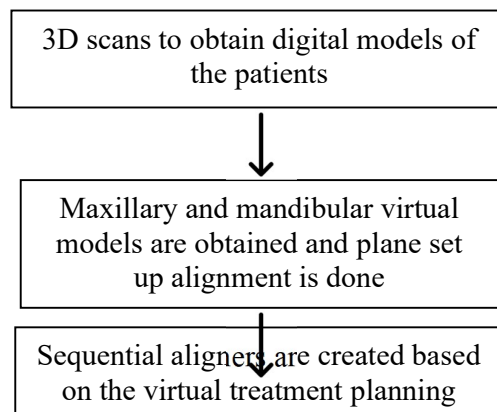 3D scans to obtain digital models of
the patients
Maxillary and mandibular virtual
models are obtained and plane set
up alignment is done
Sequential aligners are created based
on the virtual treatment planning